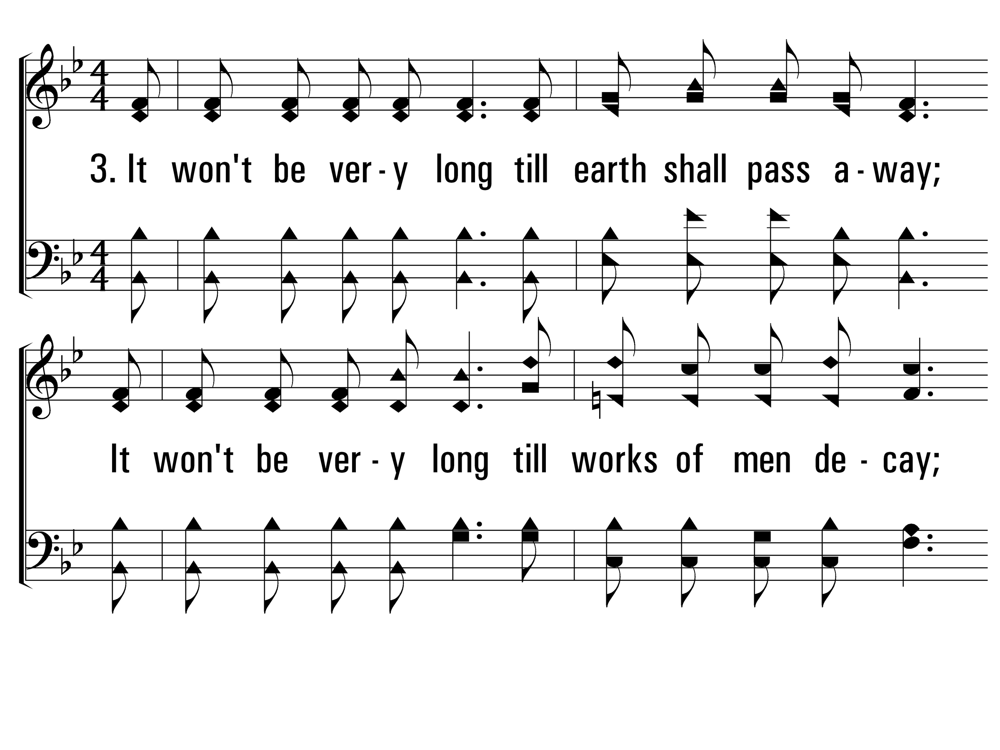 3. It won't be ver - y long till earth shall pass a - way;
It won't be ver - y long till works of men de - cay;